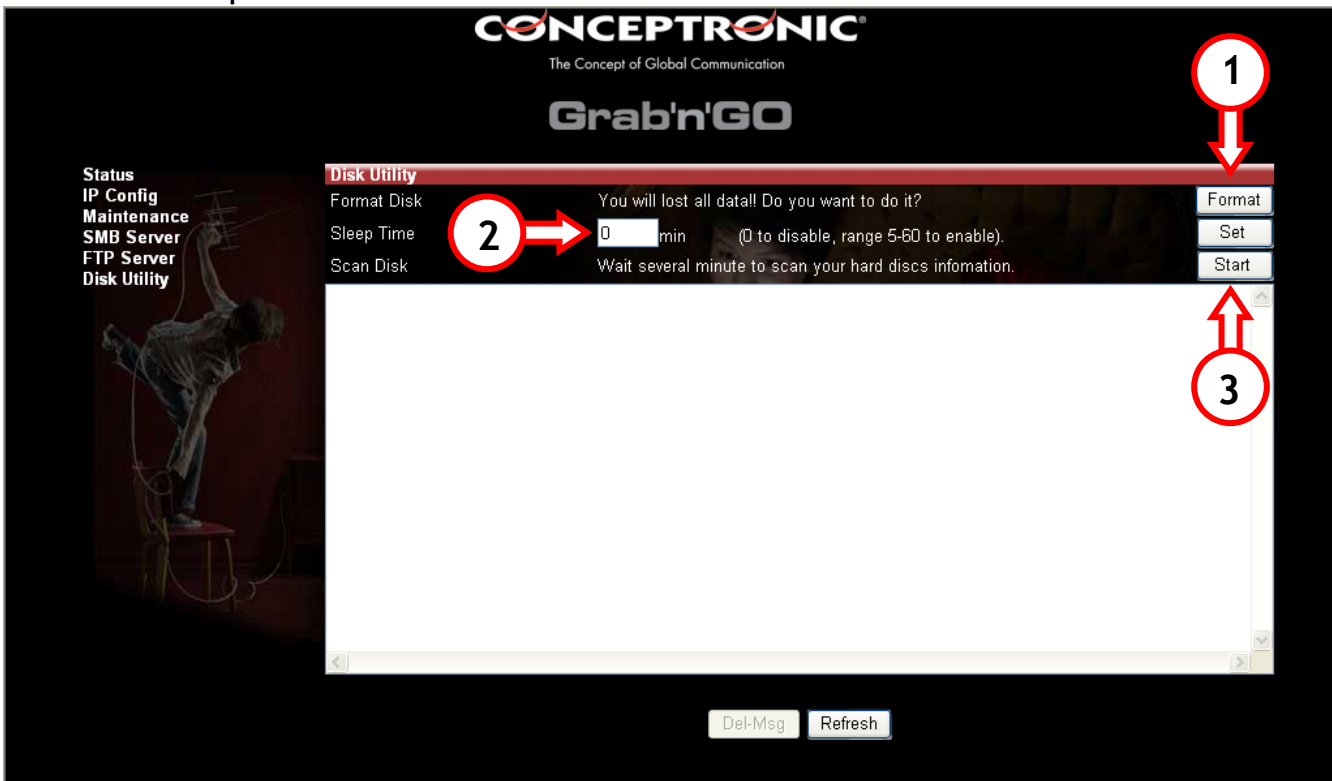 CONCEPTRONIC®
The Concept of Global Communication
Grab'n'GO
1
Status
IP Config
Maintenance
SMB Server
FTP Server
Disk Utility
Disk Utility
Format Disk You will lost all data!! Do you want to do it? Format
2
Sleep Time 0 min (0 to disable, range 5-60 to enable). Set
Scan Disk Wait several minute to scan your hard discs infomation. Start
3
Del-Msg Refresh